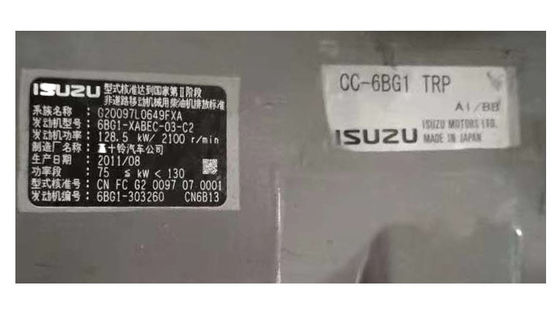 ISUZU 型式核准达到国家第Ⅱ阶段
非道路移动机械用柴油机排放标准
系族名称: G20097L0649FXA
发动机型号: 6BG1-XABEC-03-C2
发动机功率: 128.5 kW/ 2100 r/min
制造厂名称: 五十铃汽车公司
生产日期: 2011/08
功率段: 75 ≦ kW < 130
型式核准号: CN FC G2 0097 07 0001
发动机编号: 6BG1-303260 CN6B13
CC-6BG1 TRP
A1/BB
ISUZU ISUZU MOTORS LTD.
MADE IN JAPAN